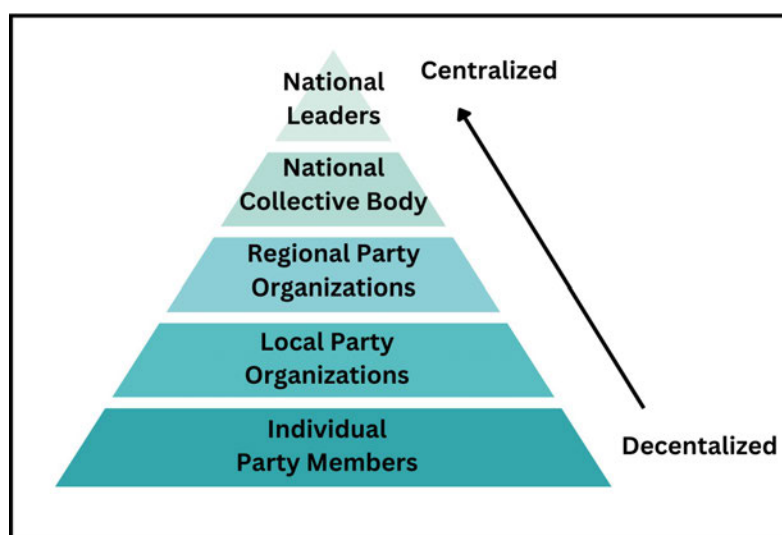 National
Leaders
Centralized
National
Collective Body
Regional Party
Organizations
Local Party
Organizations
Individual
Party Members
Decentalized